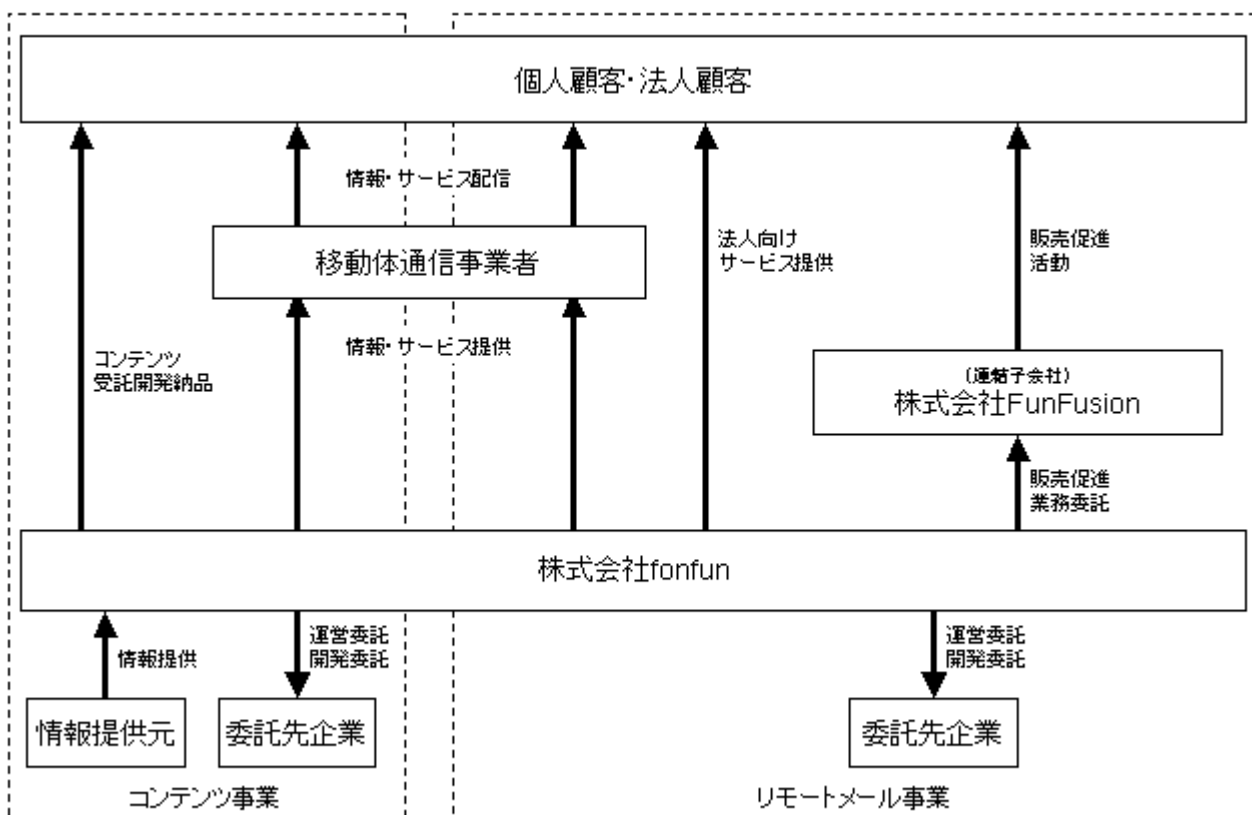 個人顧客・法人顧客
情報・サービス配信
移動体通信事業者
法人向け
サービス提供
販売促進
活動
情報・サービス提供
コンテンツ
受託開発納品
(連結子会社)
株式会社FunFusion
販売促進
業務委託
株式会社fonfun
情報提供
運営委託
開発委託
運営委託
開発委託
情報提供元
委託先企業
委託先企業
コンテンツ事業
リモートメール事業